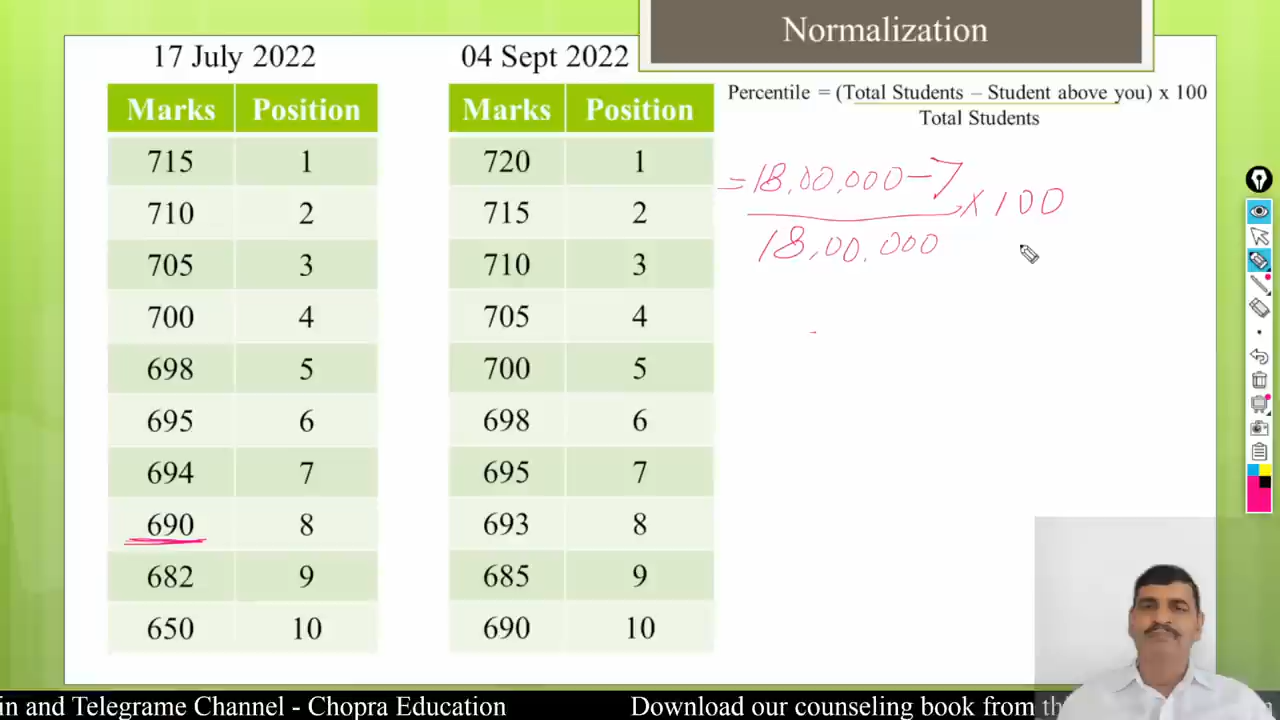 Normalization
17 July 2022
Marks Position
715 1
710 2
705 3
700 4
698 5
695 6
694 7
690 8
682 9
650 10
04 Sept 2022
Marks Position
720 1
715 2
710 3
705 4
700 5
698 6
695 7
693 8
685 9
690 10
Percentile = (Total Students – Student above you) x 100
Total Students
= 18,00,000 – 7
x 100
18,00,000
in and Telegrame Channel - Chopra Education Download our counseling book from